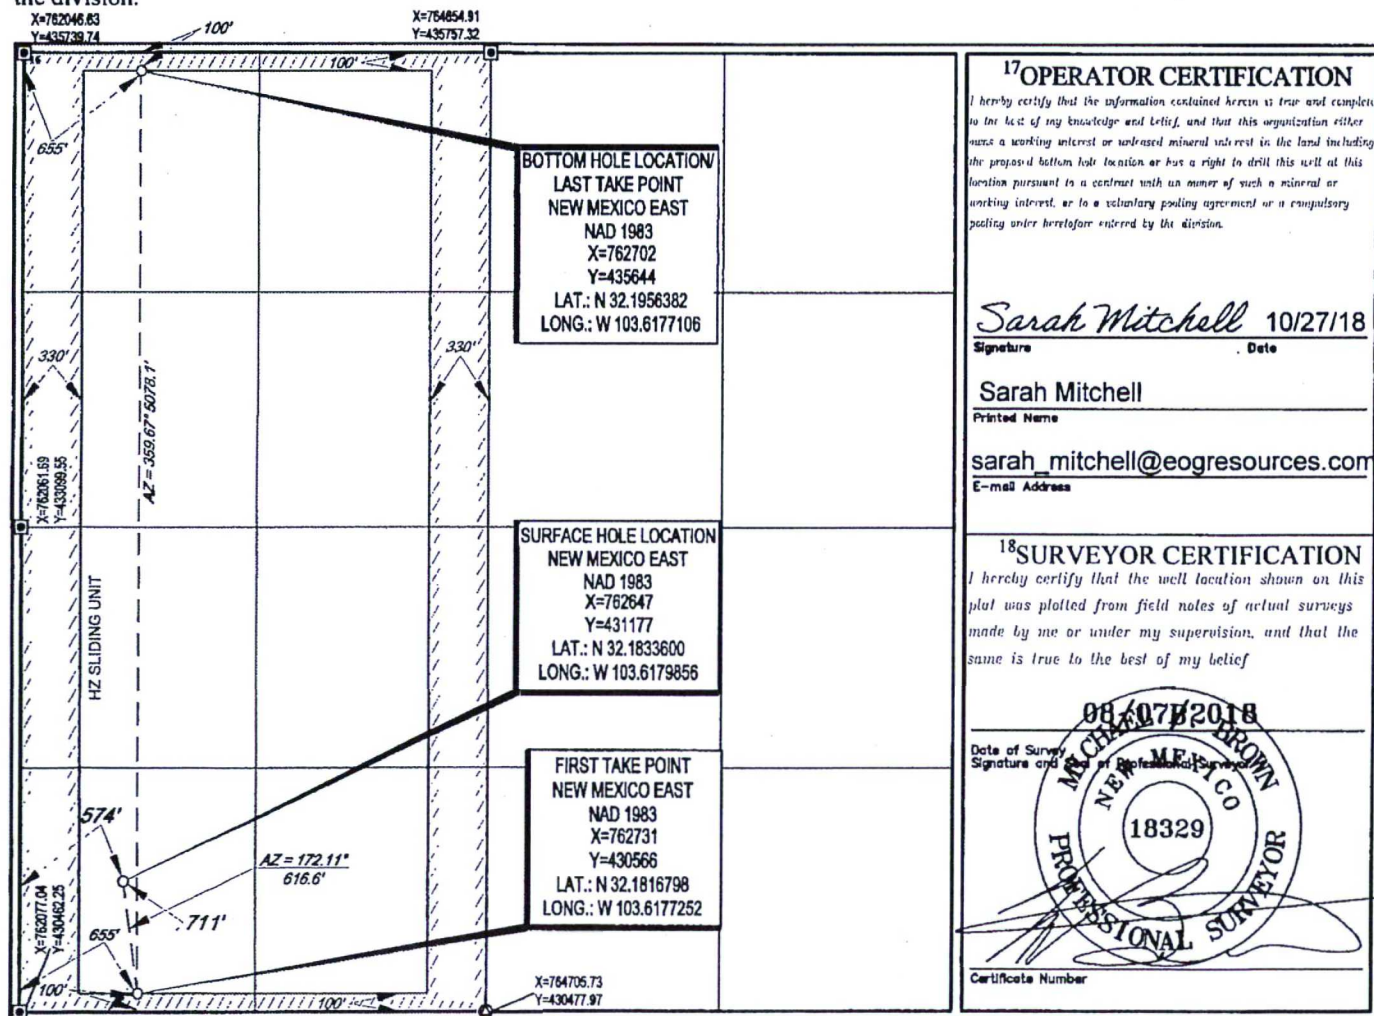 the division.
X=762046.63
Y=435739.74
X=764654.91
Y=435757.32
100'
100'
16
655'
BOTTOM HOLE LOCATION/
LAST TAKE POINT
NEW MEXICO EAST
NAD 1983
X=762702
Y=435644
LAT.: N 32.1956382
LONG.: W 103.6177106
330'
330'
AZ = 359.67° 5078.1'
X=762061.69
Y=433099.55
HZ SLIDING UNIT
SURFACE HOLE LOCATION
NEW MEXICO EAST
NAD 1983
X=762647
Y=431177
LAT.: N 32.1833600
LONG.: W 103.6179856
FIRST TAKE POINT
NEW MEXICO EAST
NAD 1983
X=762731
Y=430566
LAT.: N 32.1816798
LONG.: W 103.6177252
574'
AZ = 172.11°
616.6'
711'
X=762077.04
Y=430462.25
655'
100'
100'
X=764705.73
Y=430477.97
17 OPERATOR CERTIFICATION
I hereby certify that the information contained herein is true and complete
to the best of my knowledge and belief, and that this organization either
owns a working interest or unleased mineral interest in the land including
the proposed bottom hole location or has a right to drill this well at this
location pursuant to a contract with an owner of such a mineral or
working interest, or to a voluntary pooling agreement or a compulsory
pooling order heretofore entered by the division.
Sarah Mitchell 10/27/18
Signature Date
Sarah Mitchell
Printed Name
sarah_mitchell@eogresources.com
E-mail Address
18 SURVEYOR CERTIFICATION
I hereby certify that the well location shown on this
plat was plotted from field notes of actual surveys
made by me or under my supervision, and that the
same is true to the best of my belief
08/07/2018
Date of Survey
Signature and Seal of Professional Surveyor
MICHAEL BROWN
NEW MEXICO
18329
PROFESSIONAL SURVEYOR
Certificate Number